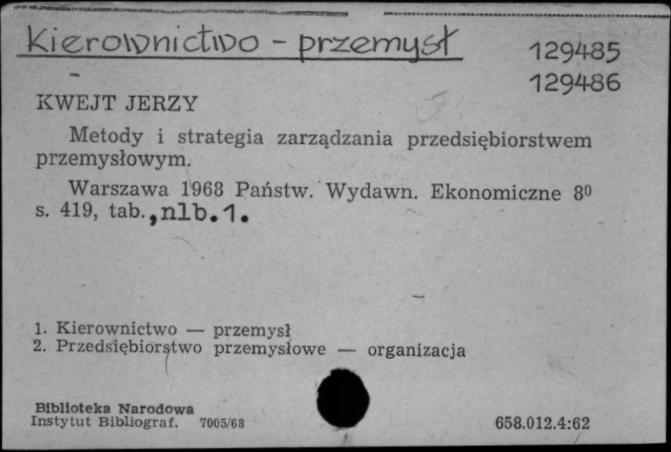 Kierownictwo - przemysł
129485
129486
KWEJT JERZY
Metody i strategia zarządzania przedsiębiorstwem
przemysłowym.
Warszawa 1968 Państw. Wydawn. Ekonomiczne 8⁰
s. 419, tab., nlb. 1.
1. Kierownictwo — przemysł
2. Przedsiębiorstwo przemysłowe — organizacja
Biblioteka Narodowa
Instytut Bibliograf. 7005/68
658.012.4:62